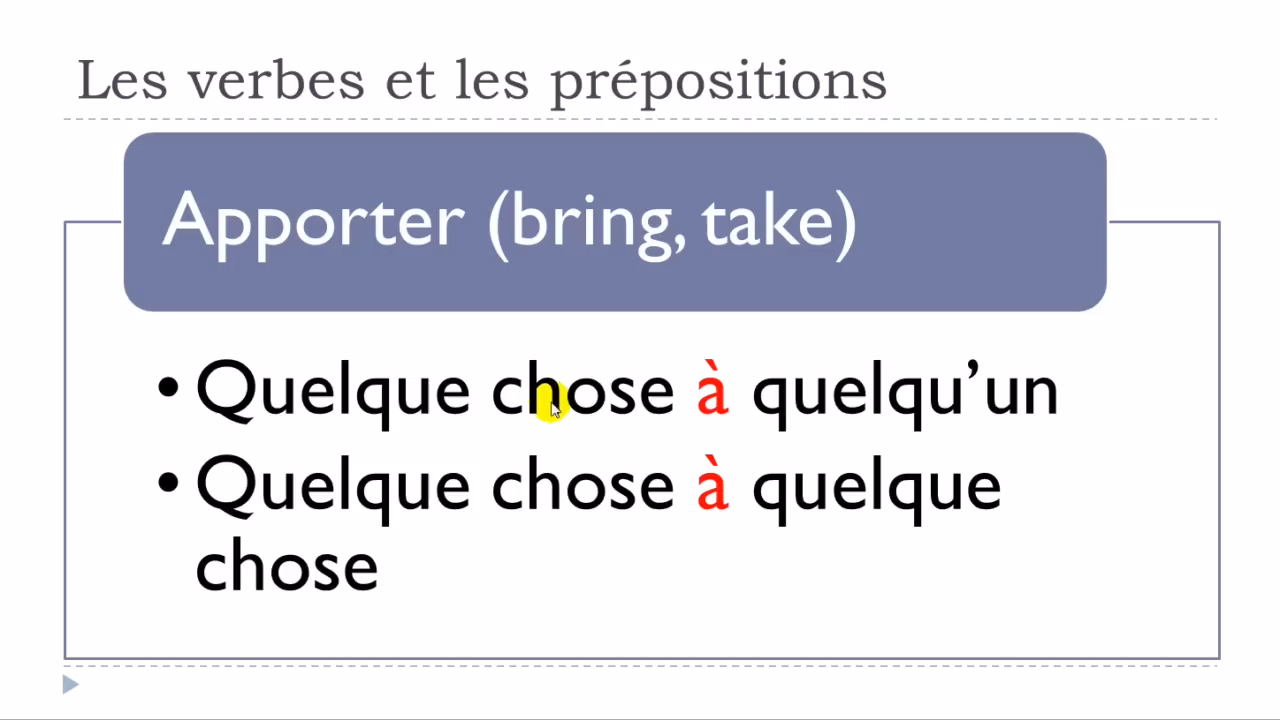 Les verbes et les prépositions
Apporter (bring, take)
• Quelque chose à quelqu’un
• Quelque chose à quelque
chose